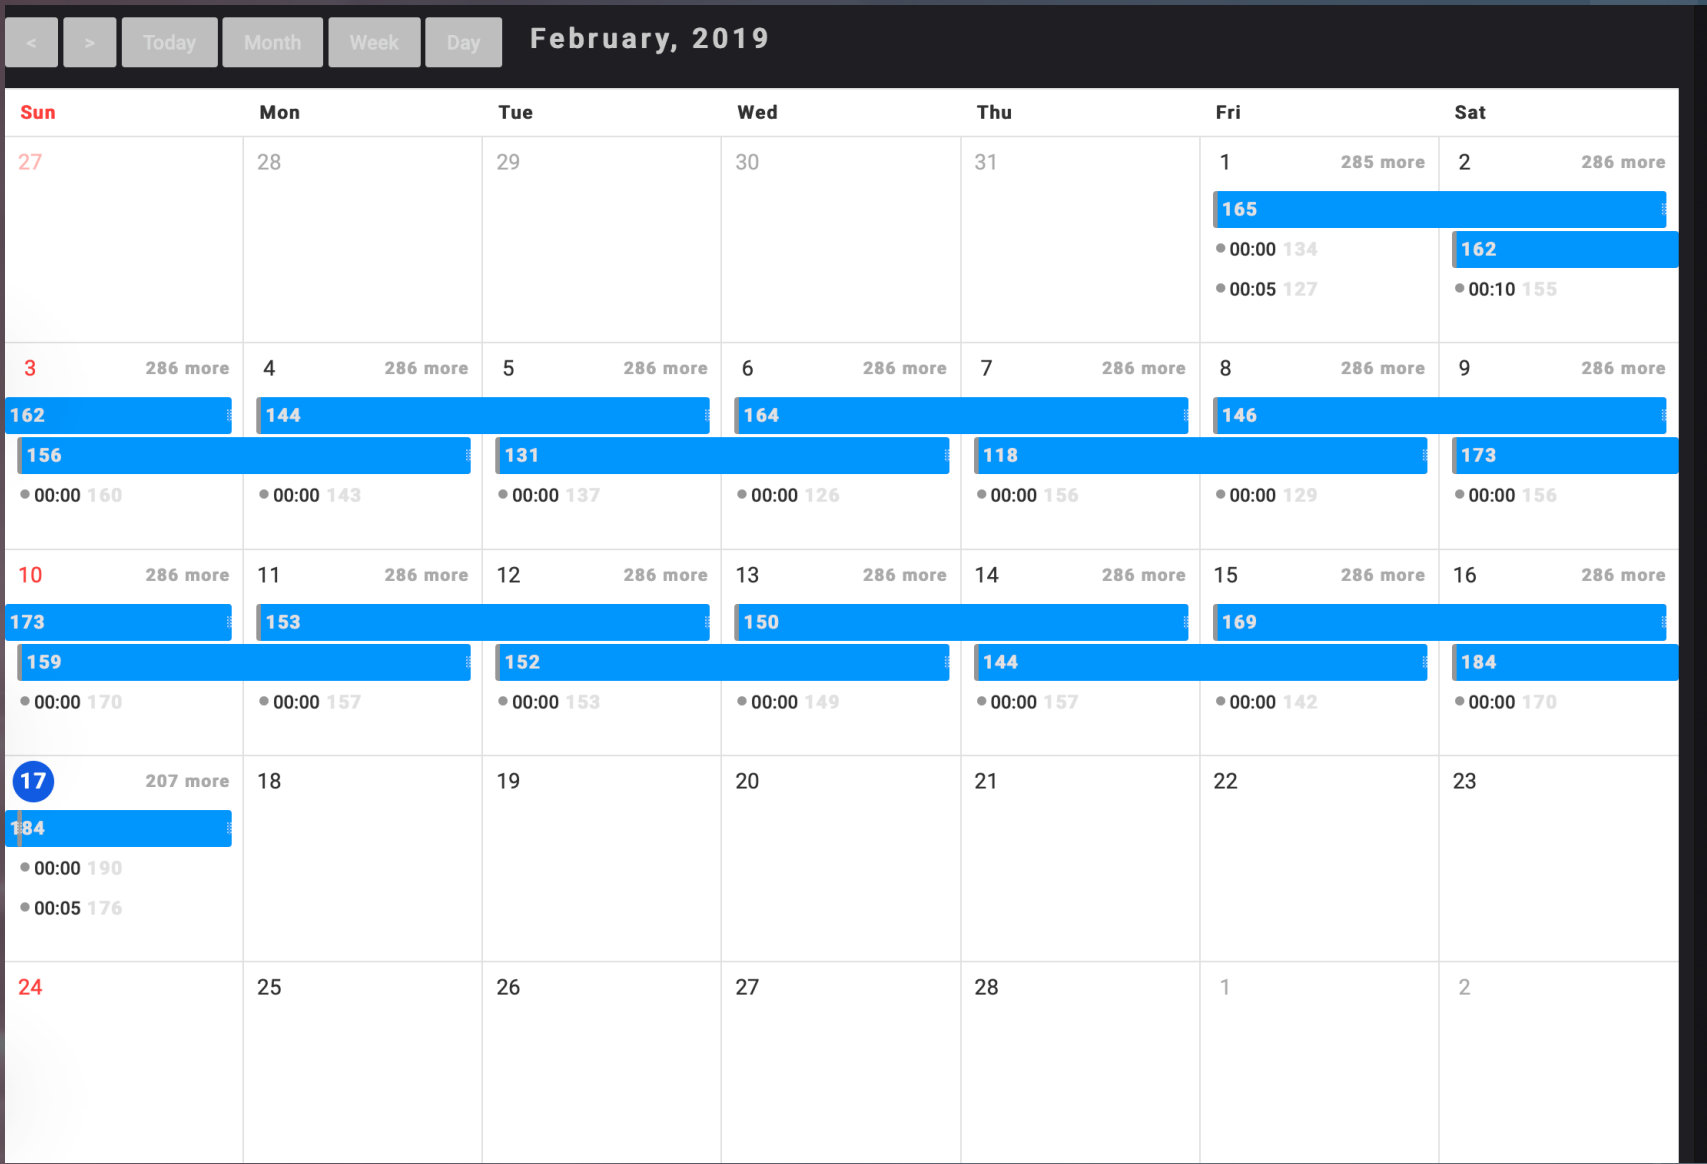 < > Today Month Week Day February, 2019
Sun Mon Tue Wed Thu Fri Sat
27 28 29 30 31 1 285 more 2 286 more
165
00:00 134 162
00:05 127 00:10 155
3 286 more 4 286 more 5 286 more 6 286 more 7 286 more 8 286 more 9 286 more
162 144 164 146
156 131 118 173
00:00 160 00:00 143 00:00 137 00:00 126 00:00 156 00:00 129 00:00 156
10 286 more 11 286 more 12 286 more 13 286 more 14 286 more 15 286 more 16 286 more
173 153 150 169
159 152 144 184
00:00 170 00:00 157 00:00 153 00:00 149 00:00 157 00:00 142 00:00 170
17 207 more 18 19 20 21 22 23
184
00:00 190
00:05 176
24 25 26 27 28 1 2